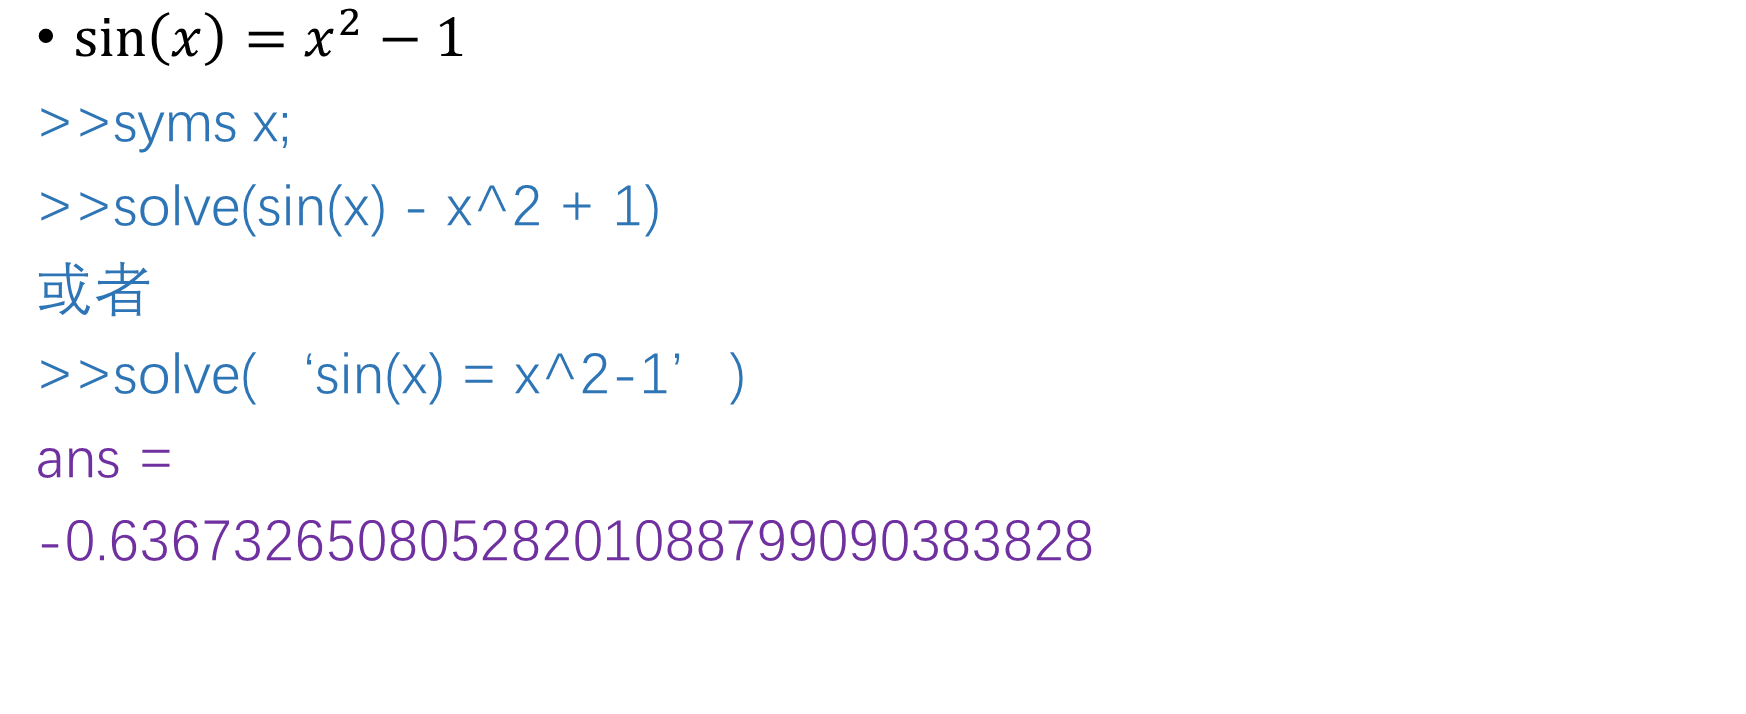 • sin(x) = x² − 1
>>syms x;
>>solve(sin(x) - x^2 + 1)
或者
>>solve( ‘sin(x) = x^2-1’ )
ans =
-0.63673265080528201088799090383828